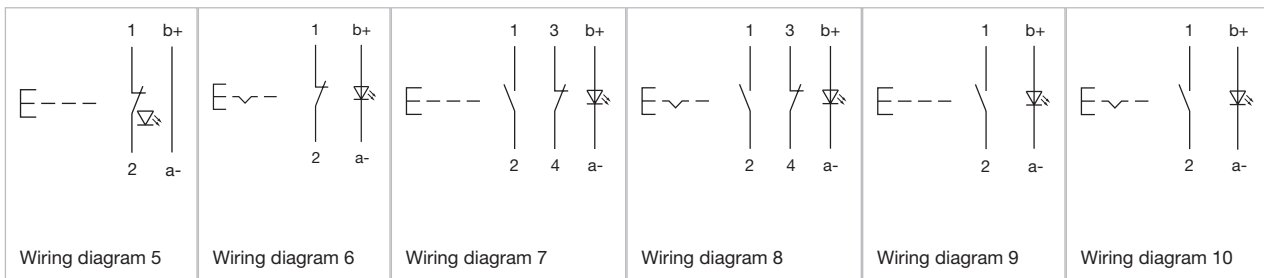 1 b+
2 a-
Wiring diagram 5
1 b+
2 a-
Wiring diagram 6
1 3 b+
2 4 a-
Wiring diagram 7
1 3 b+
2 4 a-
Wiring diagram 8
1 b+
2 a-
Wiring diagram 9
1 b+
2 a-
Wiring diagram 10